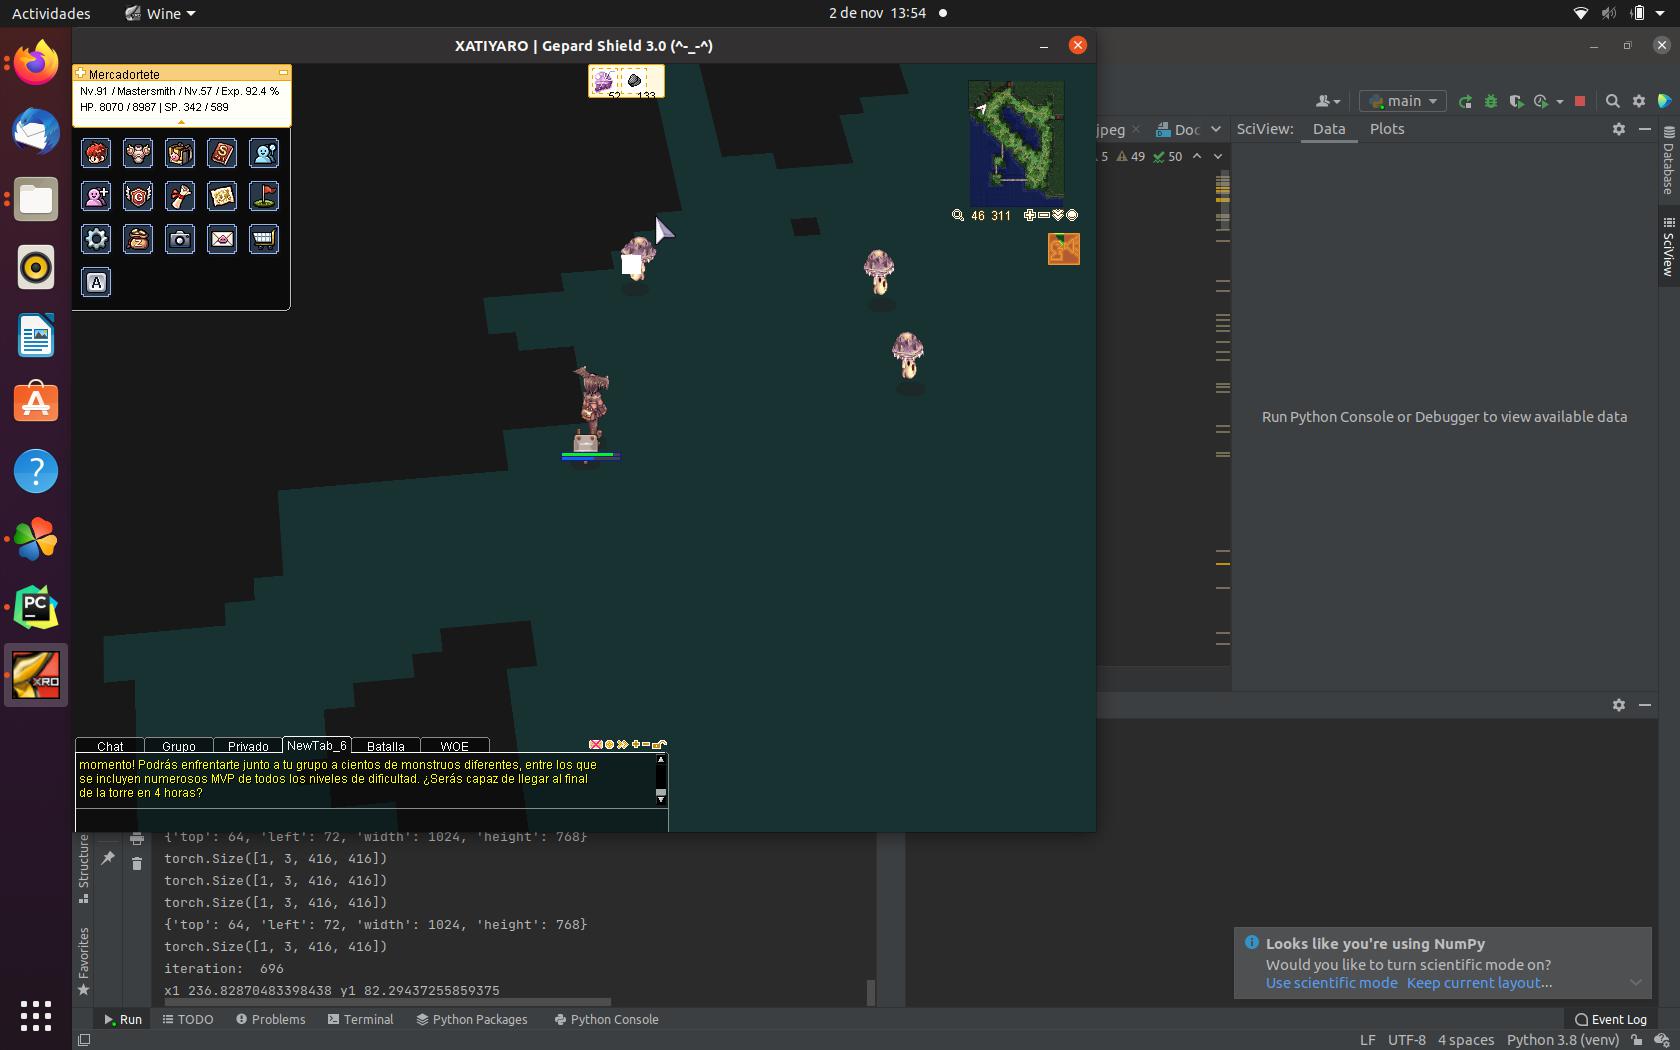 Actividades
Wine
2 de nov 13:54
XATIYARO | Gepard Shield 3.0 (^-_-^)
Mercadortete
Nv.91 / Mastersmith / Nv.57 / Exp. 92.4 %
HP. 8070 / 8987 | SP. 342 / 589
52 133
S
G
Z
A
46 311
main
jpeg
Doc
SciView: Data Plots
5 49 50
Database
SciView
Run Python Console or Debugger to view available data
PC
XRO
Chat Grupo Privado NewTab_6 Batalla WOE
momento! Podrás enfrentarte junto a tu grupo a cientos de monstruos diferentes, entre los que
se incluyen numerosos MVP de todos los niveles de dificultad. ¿Serás capaz de llegar al final
de la torre en 4 horas?
{'top': 64, 'left': 72, 'width': 1024, 'height': 768}
torch.Size([1, 3, 416, 416])
torch.Size([1, 3, 416, 416])
torch.Size([1, 3, 416, 416])
{'top': 64, 'left': 72, 'width': 1024, 'height': 768}
torch.Size([1, 3, 416, 416])
iteration: 696
x1 236.82870483398438 y1 82.29437255859375
Structure
Favorites
Looks like you're using NumPy
Would you like to turn scientific mode on?
Use scientific mode Keep current layout...
Run TODO Problems Terminal Python Packages Python Console
Event Log
LF UTF-8 4 spaces Python 3.8 (venv)